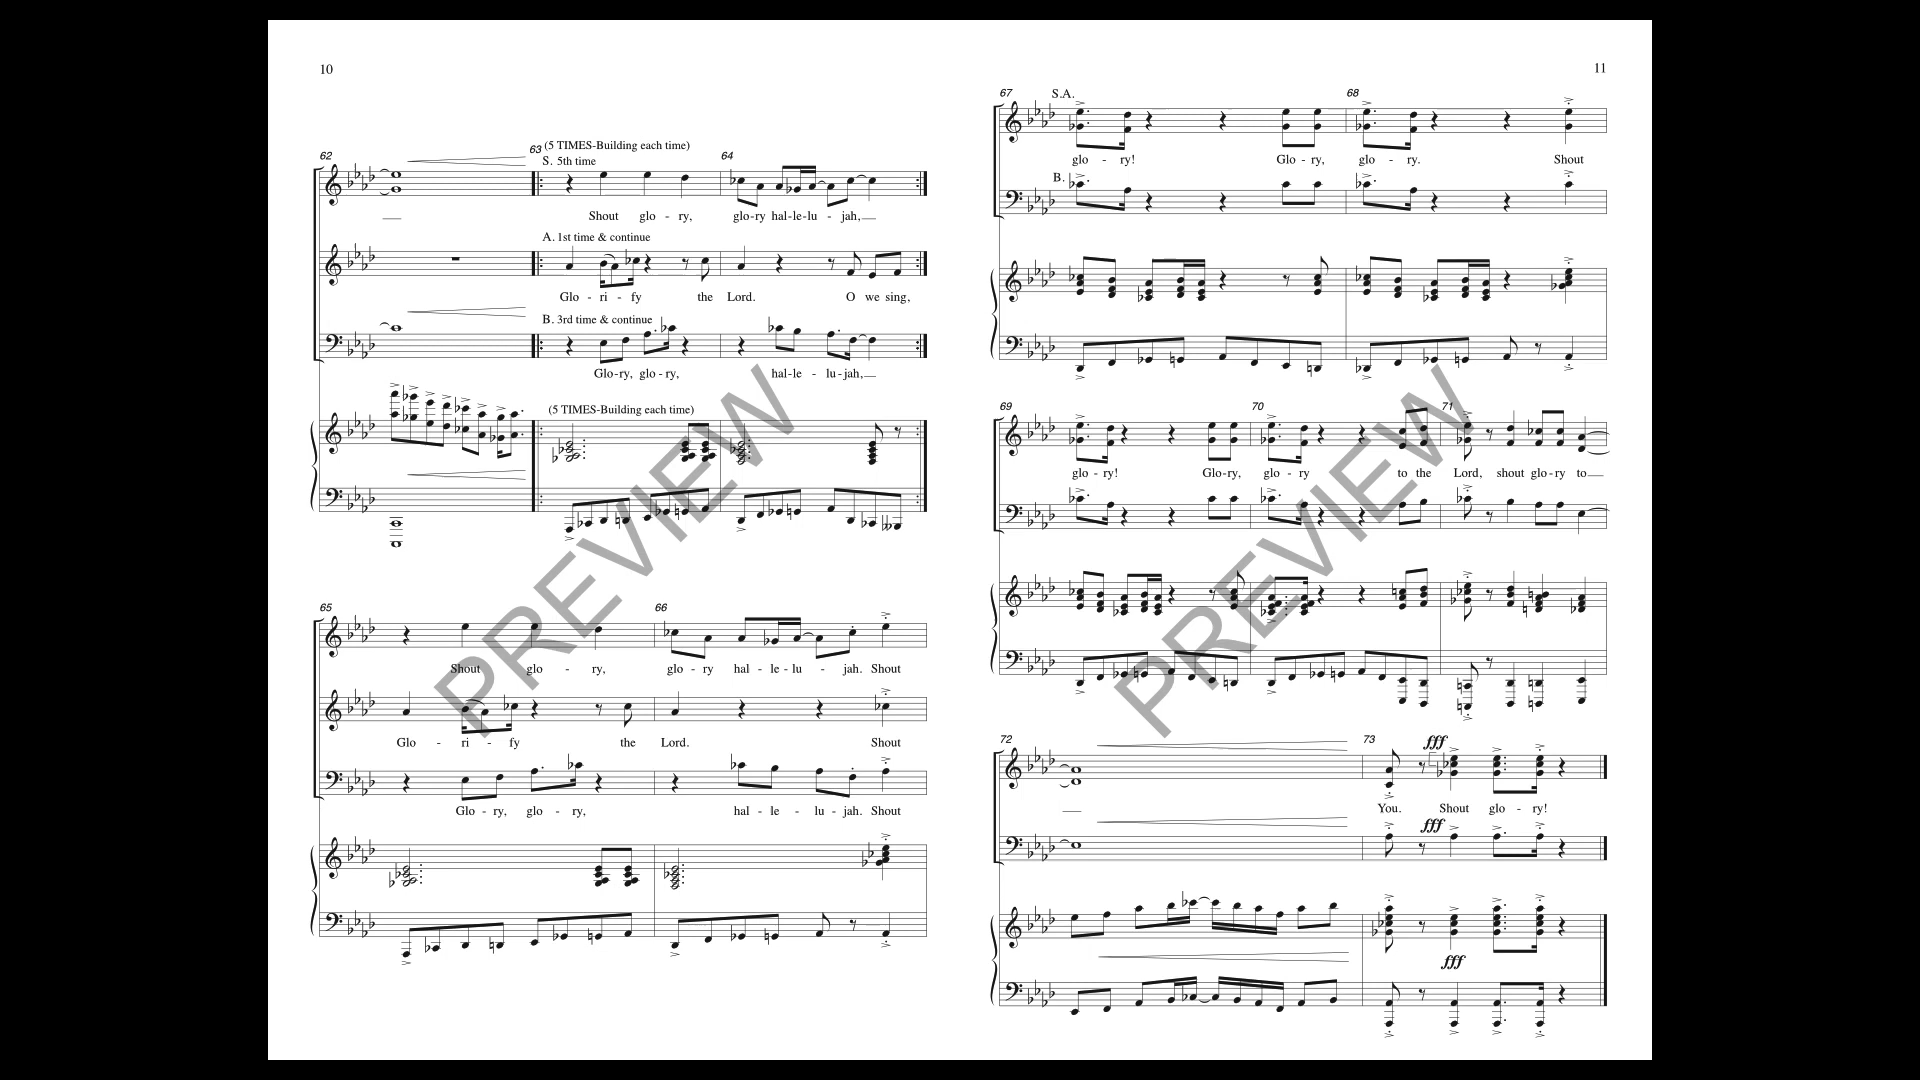 10
62
63
(5 TIMES-Building each time)
S. 5th time
64
Shout glo - ry, glo-ry hal-le-lu - jah,
A. 1st time & continue
Glo - ri - fy the Lord. O we sing,
B. 3rd time & continue
Glo-ry, glo-ry, hal-le - lu-jah,
(5 TIMES-Building each time)
65
66
Shout glo - ry, glo - ry hal - le - lu - jah. Shout
Glo - ri - fy the Lord. Shout
Glo - ry, glo - ry, hal - le - lu - jah. Shout
PREVIEW
11
67
S.A.
68
glo - ry! Glo - ry, glo - ry. Shout
B.
69
70
71
glo - ry! Glo-ry, glo - ry to the Lord, shout glo-ry to
72
73
fff
You. Shout glo - ry!
fff
fff
PREVIEW